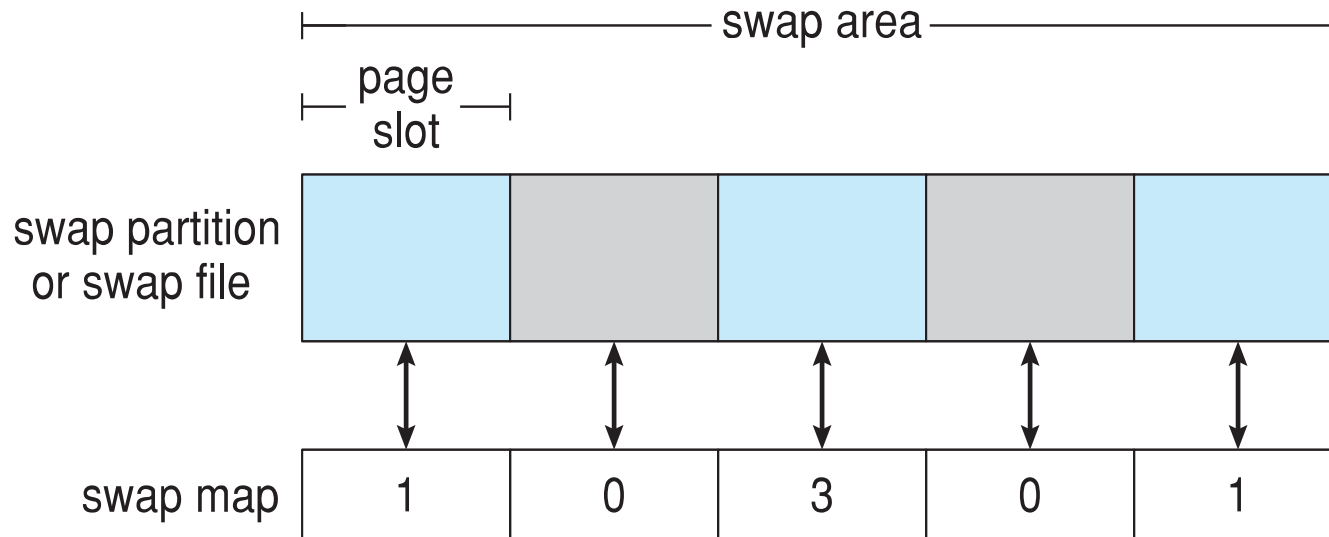 swap area
page
slot
swap partition
or swap file
swap map 1 0 3 0 1